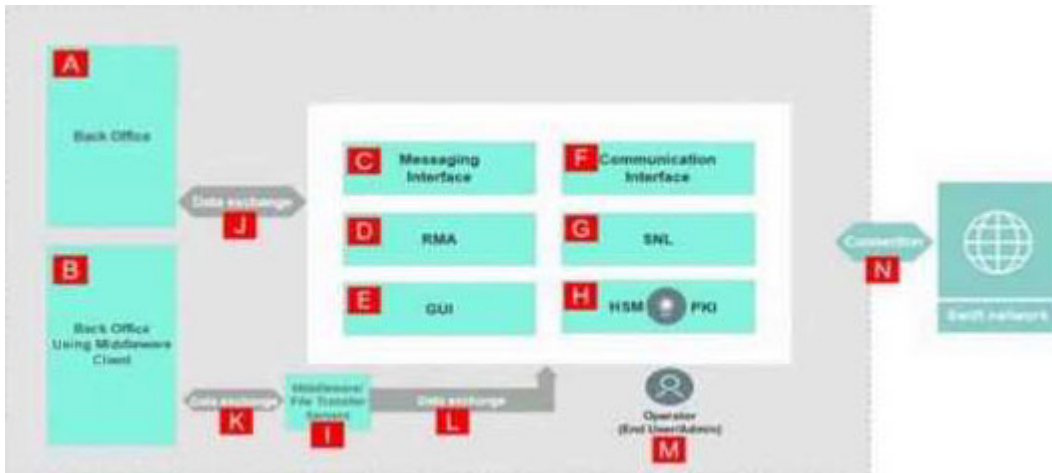 A
Back Office
C
Messaging
Interface
F
Communication
Interface
D
RMA
G
SNL
Data exchange
J
Connection
N
B
E
GUI
H
HSM
PKI
Swift network
Back Office
Using Middleware
Client
Data exchange
K
Middleware/
File Transfer
Servers
I
Data exchange
L
Operator
(End User/Admin)
M